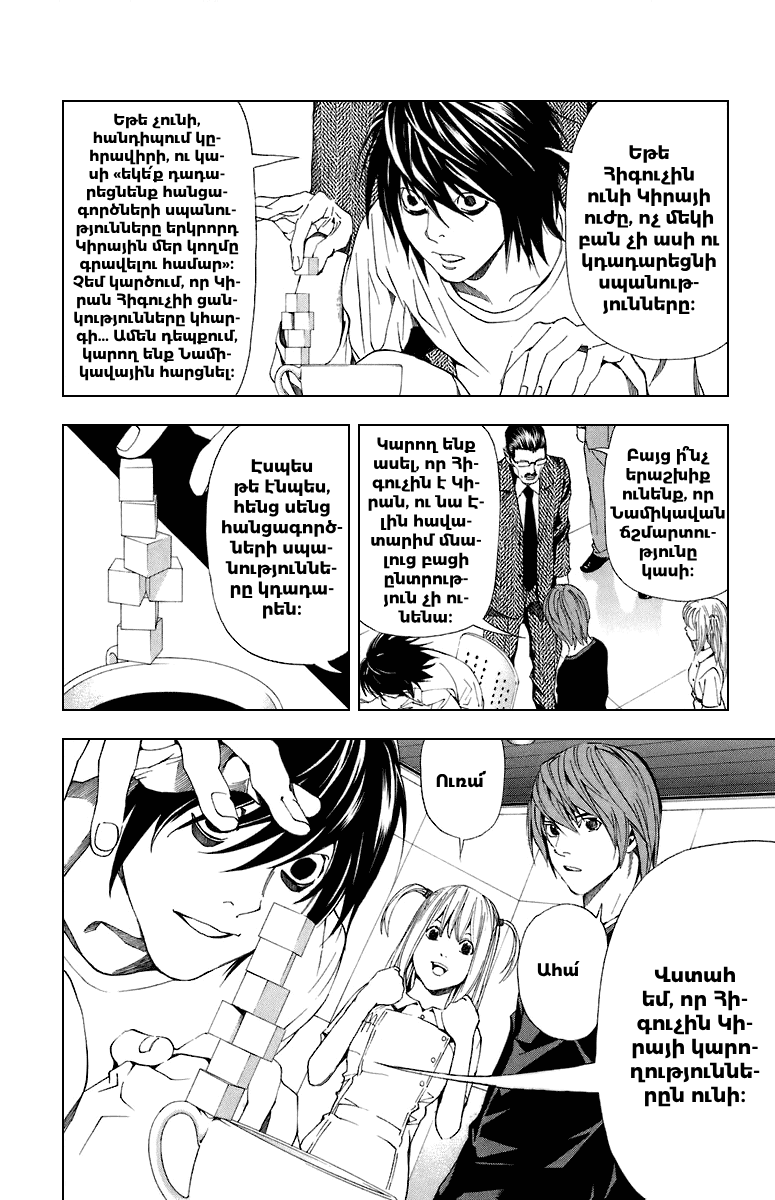 Եթե
Հիգուչին
ունի Կիրայի
ուժը, ոչ մեկի
բան չի ասի ու
կդադարեցնի
սպանութ-
յունները:
Եթե չունի,
հանդիպում կը-
հրավիրի, ու կա-
սի «եկե՛ք դադա-
րեցնենք հանցա-
գործների սպանու-
թյունները երկրորդ
Կիրային մեր կողմը
գրավելու համար»:
Չեմ կարծում, որ Կի-
րան Հիգուչիի ցան-
կությունները կհար-
գի... Ամեն դեպքում,
կարող ենք Նամի-
կավային հարցնել:
Բայց ի՞նչ
երաշխիք
ունենք, որ
Նամիկավան
ճշմարտու-
թյունը
կասի:
Կարող ենք
ասել, որ Հի-
գուչին է Կի-
րան, ու նա Է-
լին հավա-
տարիմ մնա-
լուց բացի
ընտրութ-
յուն չի ու-
նենա:
Էսպես
թե էնպես,
հենց սենց
հանցագործ-
ների սպա-
նություննե-
րը կդադա-
րեն:
Ուռա՜
Ահա՜
Վստահ
եմ, որ Հի-
գուչին Կի-
րայի կարո-
ղություննե-
րըն ունի: